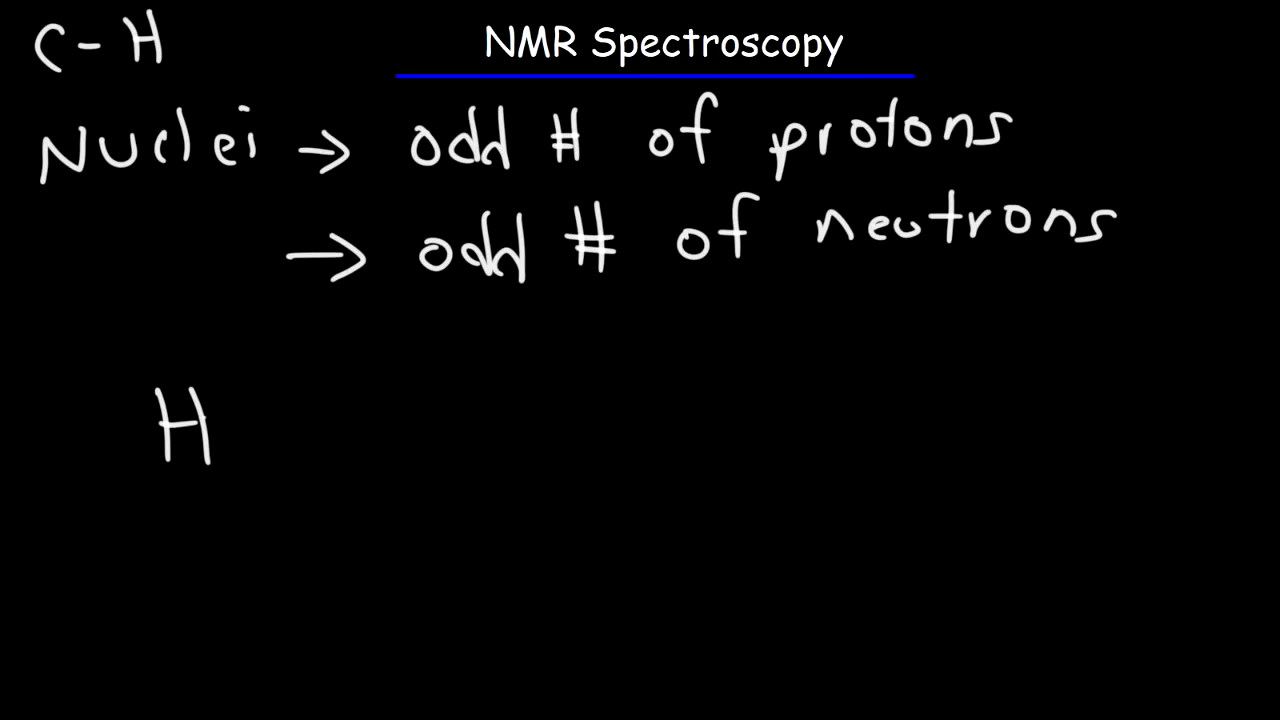 C-H
NMR Spectroscopy
Nuclei → odd # of protons
→ odd # of neutrons
H